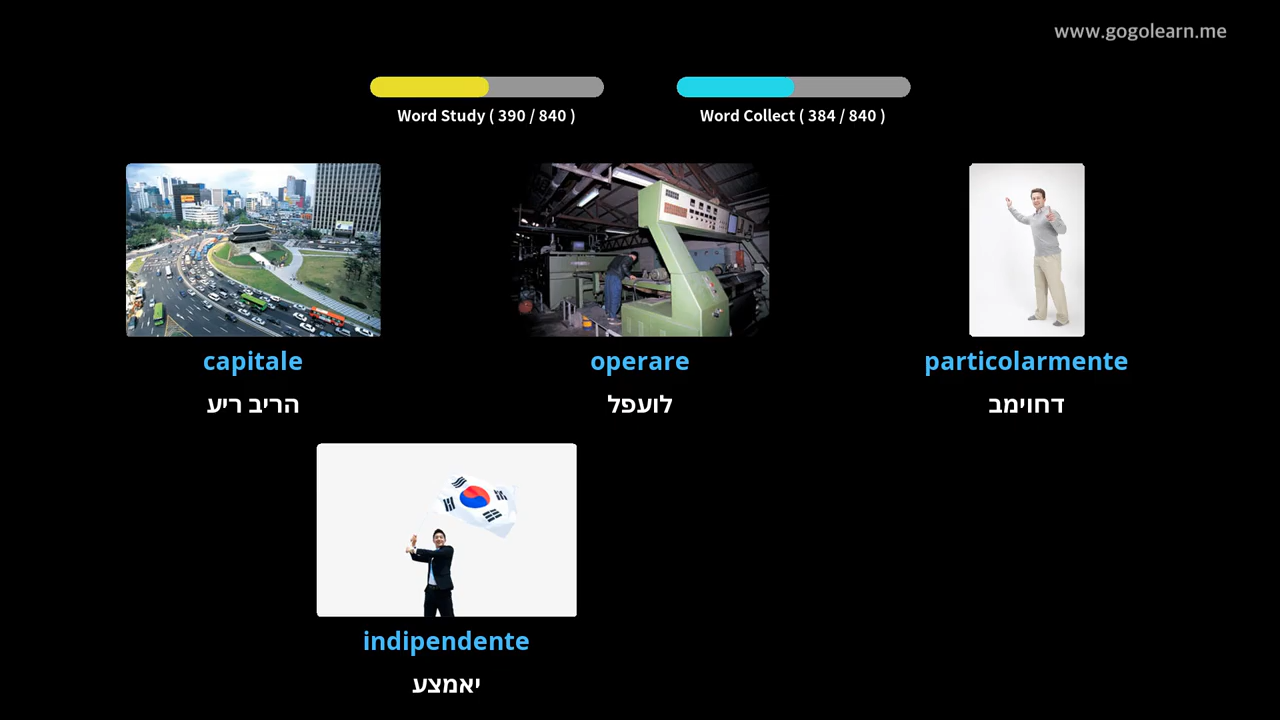 www.gogolearn.me
Word Study ( 390 / 840 )
Word Collect ( 384 / 840 )
capitale
הריב ריע
operare
לועפל
particolarmente
דחוימב
indipendente
יאמצע